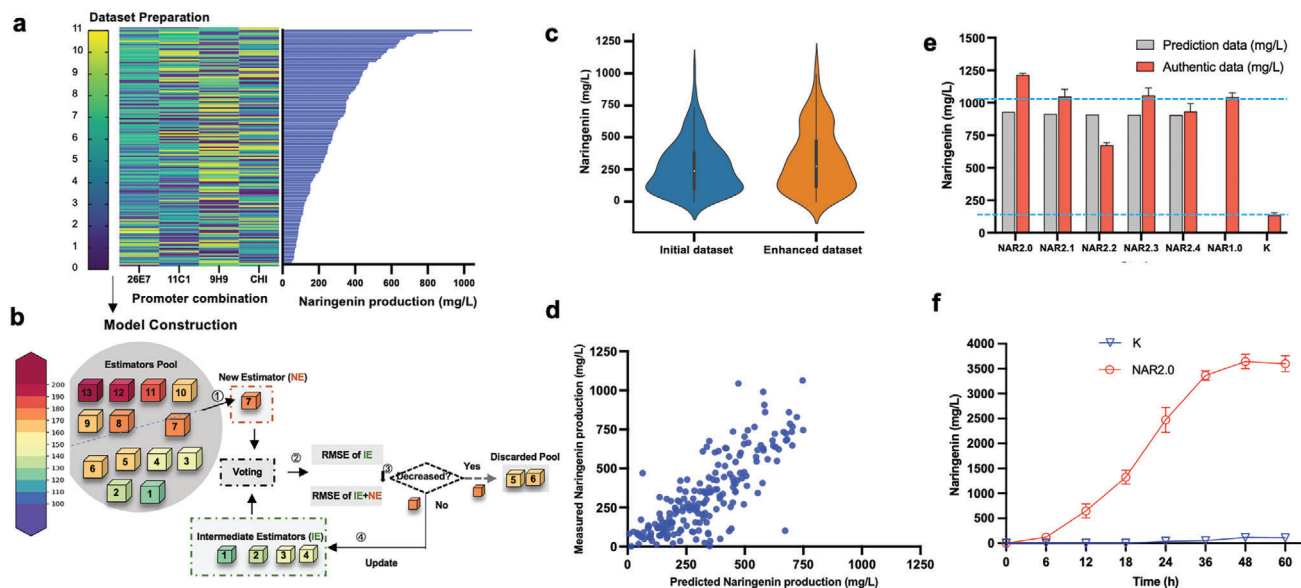 a
Dataset Preparation
11
10
9
8
7
6
5
4
3
2
1
0
26E7 11C1 9H9 CHI
Promoter combination
0 200 400 600 800 1000
Naringenin production (mg/L)
b
Model Construction
200
190
180
170
160
150
140
130
120
110
100
Estimators Pool
13 12 11 10
9 8 7
6 5 4 3
2 1
①
New Estimator (NE)
7
Voting
②
RMSE of IE
RMSE of IE+NE
③
Decreased?
Yes
No
Discarded Pool
5 6
④
Update
Intermediate Estimators (IE)
1 2 3 4
c
Naringenin (mg/L)
1250
1000
750
500
250
0
Initial dataset Enhanced dataset
d
Measured Naringenin production (mg/L)
1250
1000
750
500
250
0
0 250 500 750 1000 1250
Predicted Naringenin production (mg/L)
e
Prediction data (mg/L)
Authentic data (mg/L)
Naringenin (mg/L)
1500
1250
1000
750
500
250
0
NAR2.0 NAR2.1 NAR2.2 NAR2.3 NAR2.4 NAR1.0 K
f
K
NAR2.0
Naringenin (mg/L)
4000
3500
3000
2500
2000
1500
1000
500
0
0 6 12 18 24 36 48 60
Time (h)